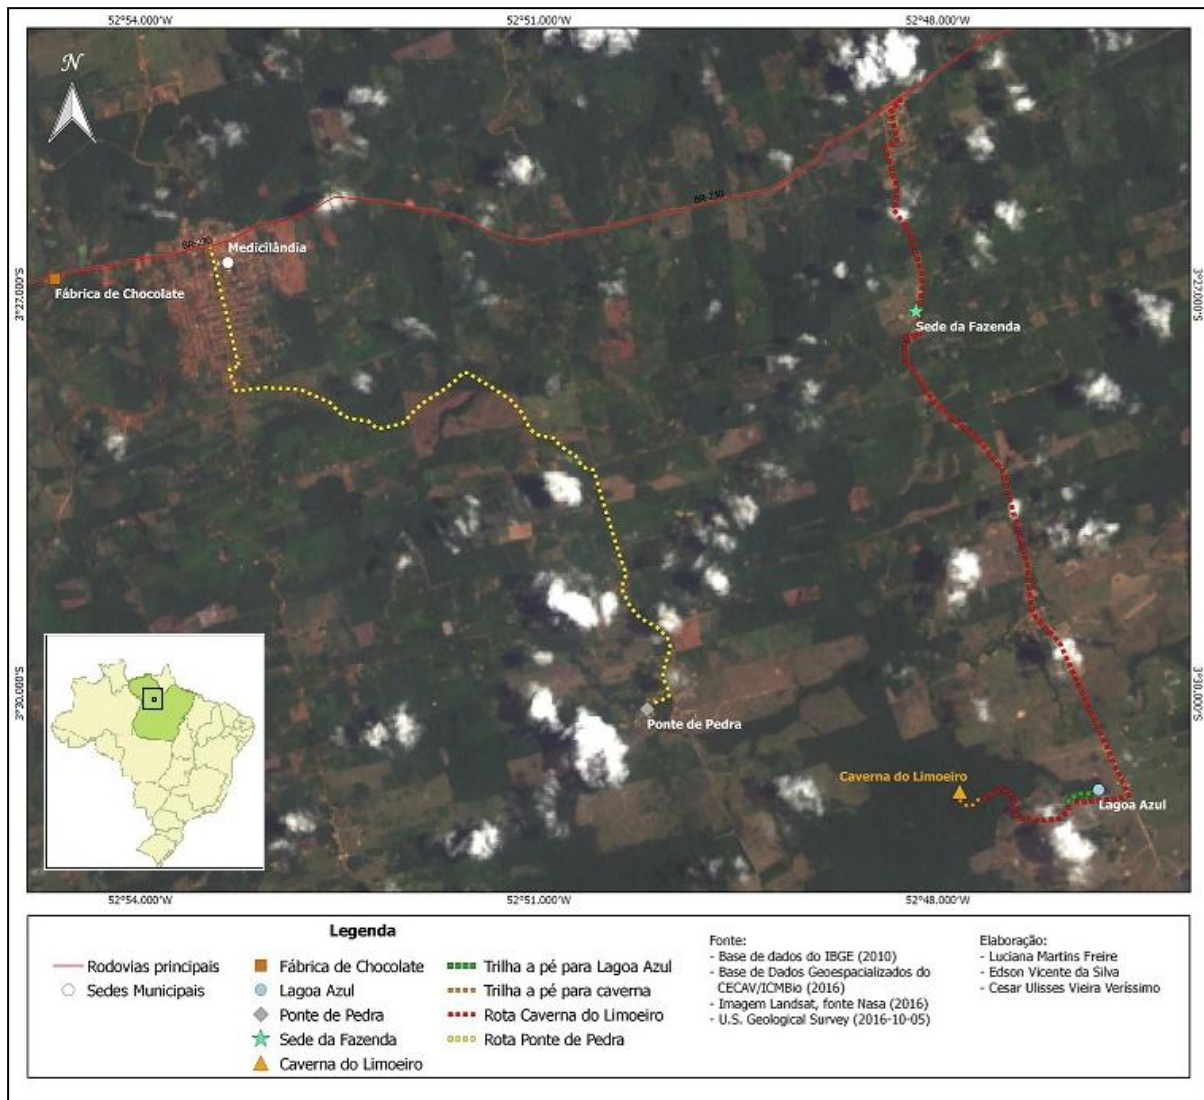 52°54.000'W
52°51.000'W
52°48.000'W
N
BR-230
BR-230
Medicilândia
3°27.000'S
3°27.000'S
Fábrica de Chocolate
Sede da Fazenda
3°30.000'S
3°30.000'S
Ponte de Pedra
Caverna do Limoeiro
Lagoa Azul
52°54.000'W
52°51.000'W
52°48.000'W
Legenda
Rodovias principais
Sedes Municipais
Fábrica de Chocolate
Lagoa Azul
Ponte de Pedra
Sede da Fazenda
Caverna do Limoeiro
Trilha a pé para Lagoa Azul
Trilha a pé para caverna
Rota Caverna do Limoeiro
Rota Ponte de Pedra
Fonte:
- Base de dados do IBGE (2010)
- Base de Dados Geoespacializados do
CECAV/ICMBio (2016)
- Imagem Landsat, fonte Nasa (2016)
- U.S. Geological Survey (2016-10-05)
Elaboração:
- Luciana Martins Freire
- Edson Vicente da Silva
- Cesar Ulisses Vieira Veríssimo